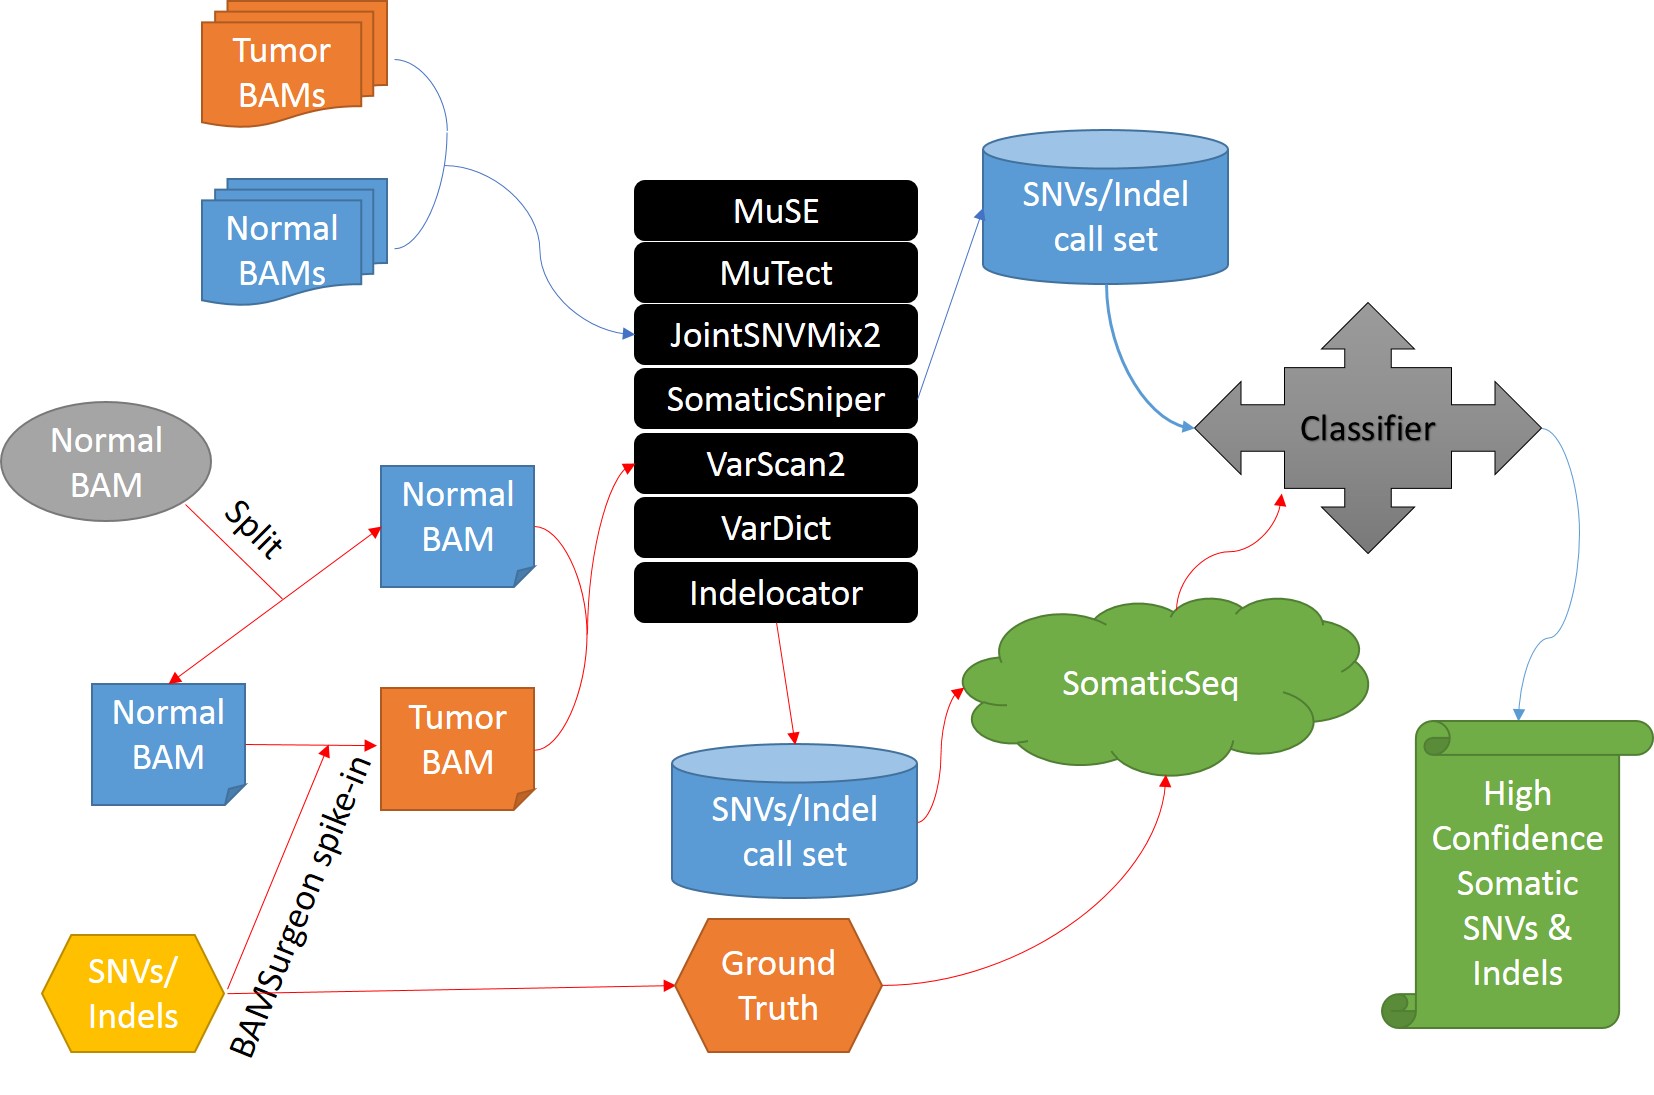 Tumor
BAMs
Normal
BAMs
MuSE
MuTect
JointSNVMix2
SomaticSniper
VarScan2
VarDict
Indelocator
SNVs/Indel
call set
Classifier
Normal
BAM
Split
Normal
BAM
Normal
BAM
Tumor
BAM
BAMSurgeon spike-in
SNVs/
Indels
SNVs/Indel
call set
Ground
Truth
SomaticSeq
High
Confidence
Somatic
SNVs &
Indels